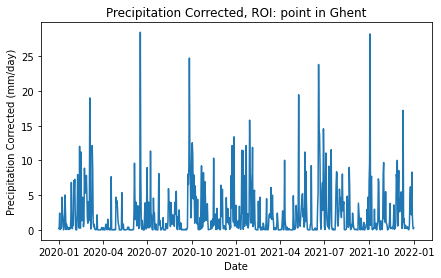 Precipitation Corrected, ROI: point in Ghent
Precipitation Corrected (mm/day)
25
20
15
10
5
0
2020-01 2020-04 2020-07 2020-10 2021-01 2021-04 2021-07 2021-10 2022-01
Date